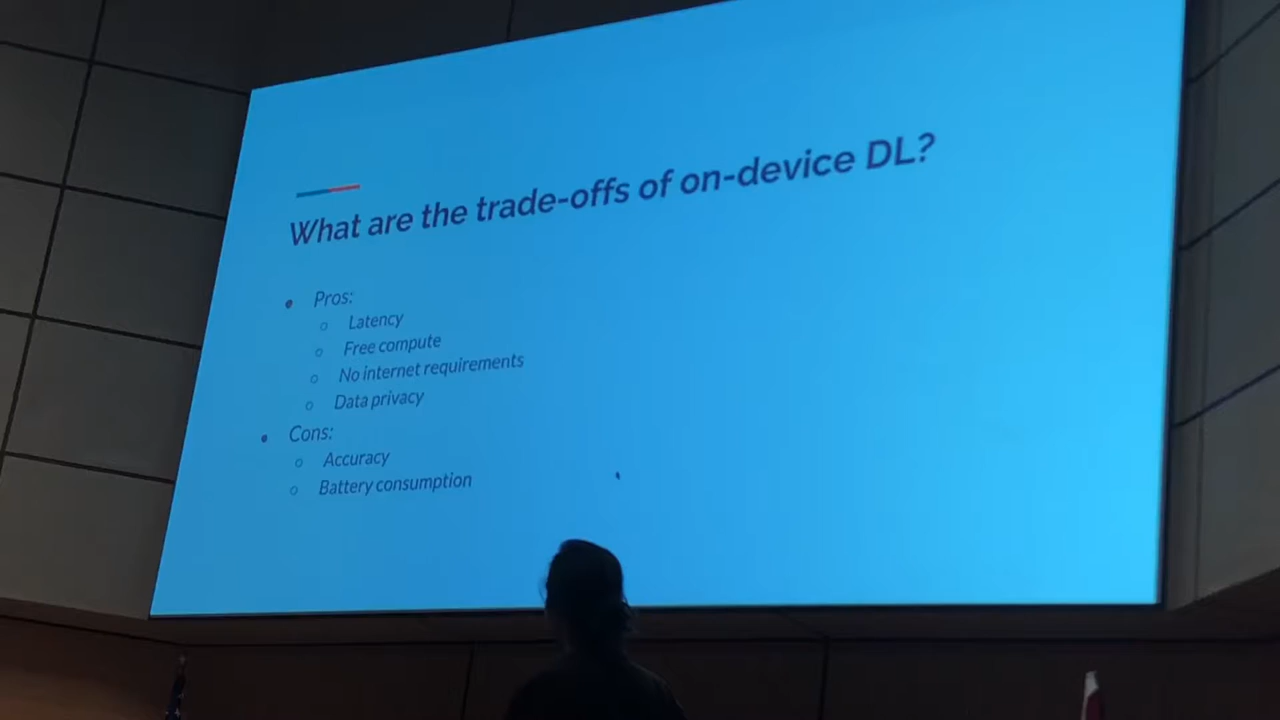 What are the trade-offs of on-device DL?
● Pros:
○ Latency
○ Free compute
○ No internet requirements
○ Data privacy
● Cons:
○ Accuracy
○ Battery consumption